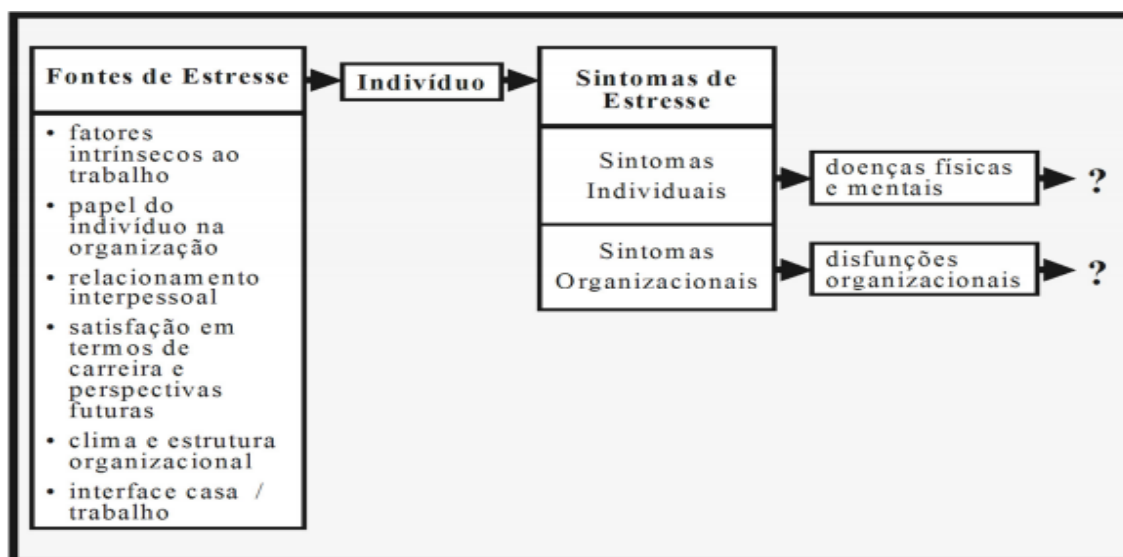 Fontes de Estresse
• fatores
intrínsecos ao
trabalho
• papel do
indivíduo na
organização
• relacionamento
interpessoal
• satisfação em
termos de
carreira e
perspectivas
futuras
• clima e estrutura
organizacional
• interface casa /
trabalho
Indivíduo
Sintomas de
Estresse
Sintomas
Individuais
doenças físicas
e mentais
?
Sintomas
Organizacionais
disfunções
organizacionais
?